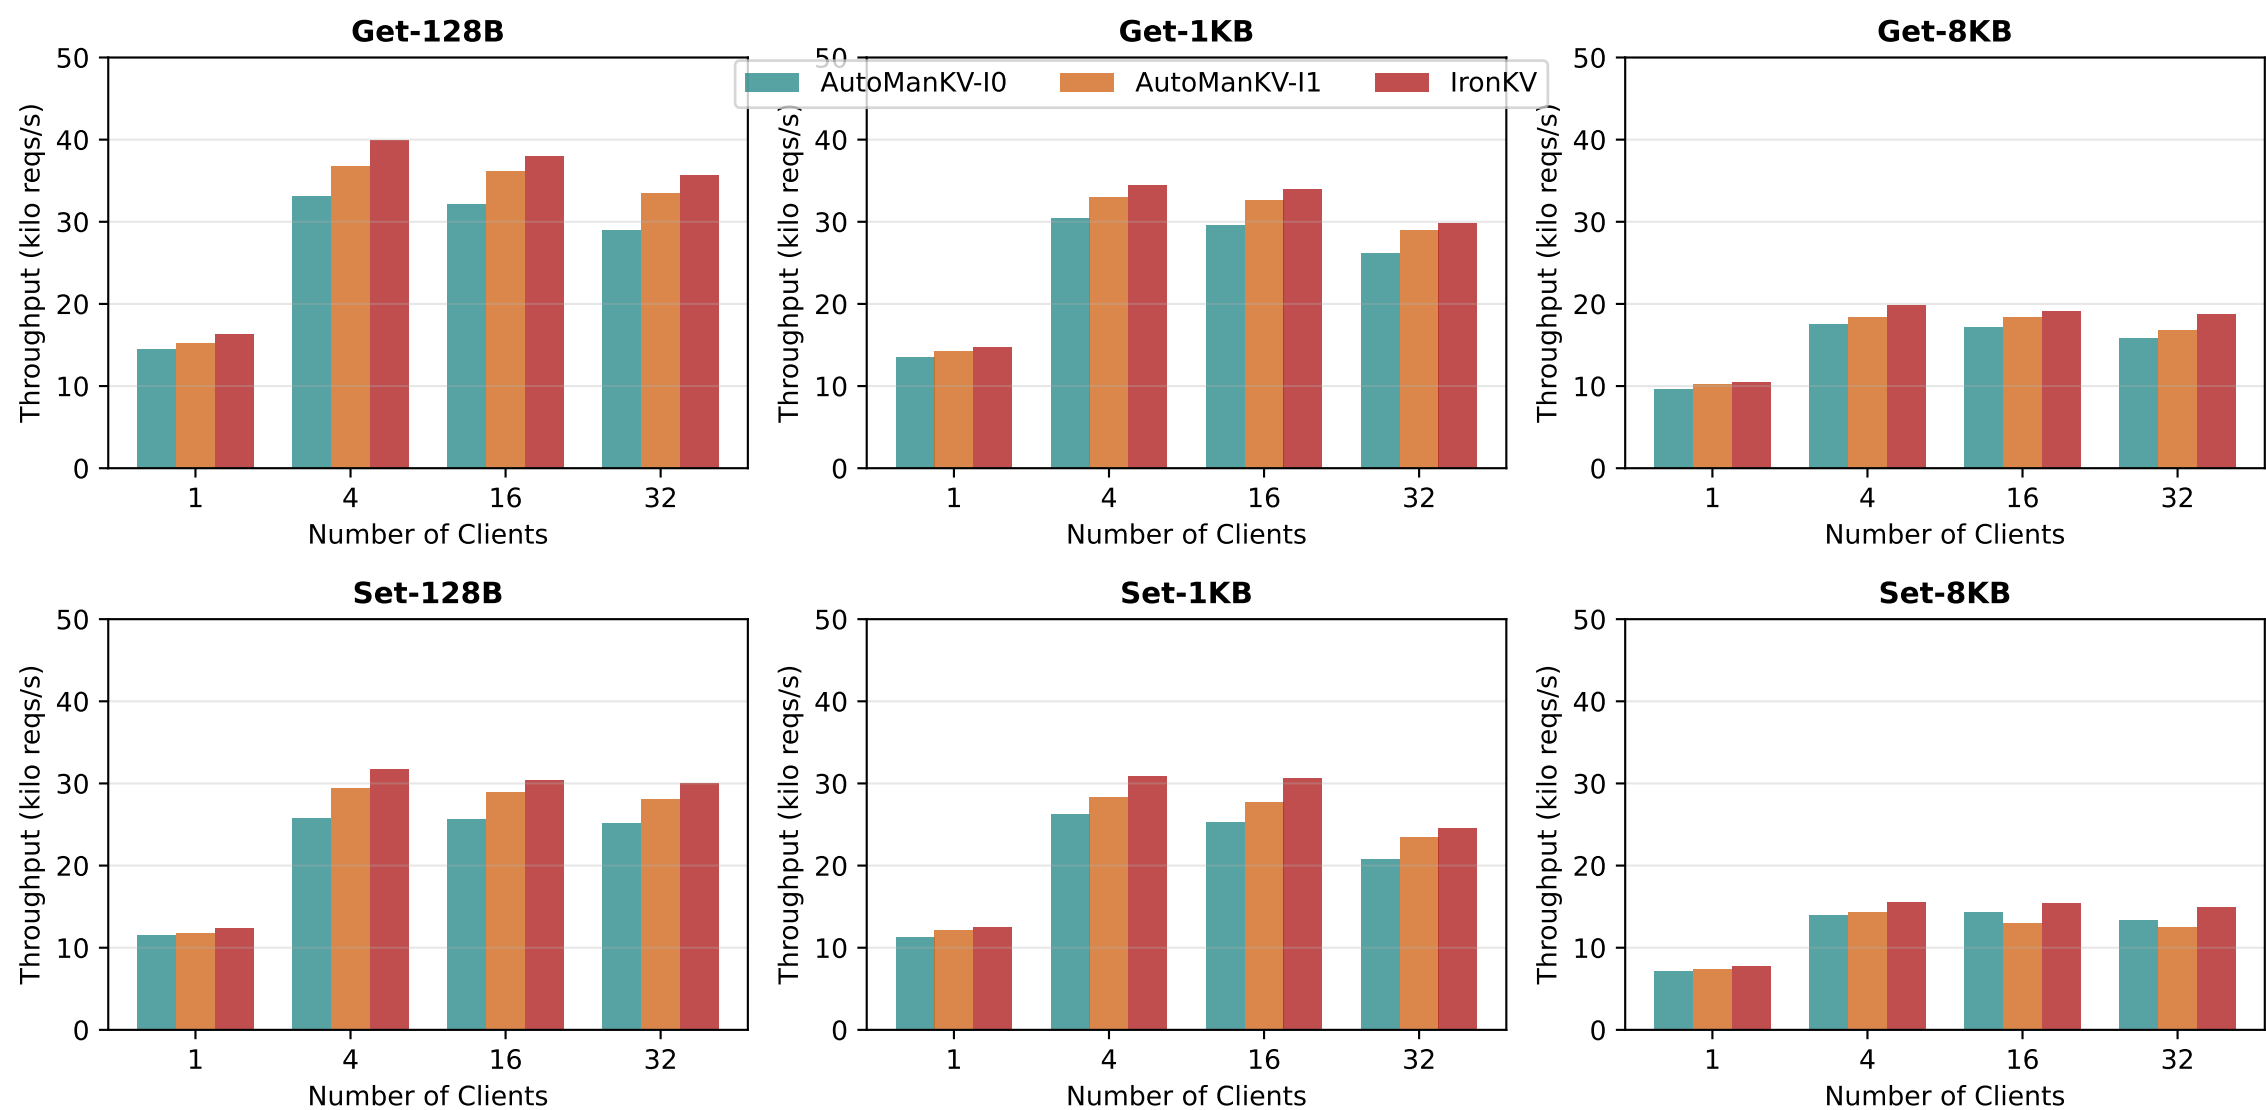 Get-128B
Get-1KB
Get-8KB
AutoManKV-I0
AutoManKV-I1
IronKV
Throughput (kilo reqs/s)
50
40
30
20
10
0
1
4
16
32
Number of Clients
Throughput (kilo reqs/s)
50
40
30
20
10
0
1
4
16
32
Number of Clients
Throughput (kilo reqs/s)
50
40
30
20
10
0
1
4
16
32
Number of Clients
Set-128B
Set-1KB
Set-8KB
Throughput (kilo reqs/s)
50
40
30
20
10
0
1
4
16
32
Number of Clients
Throughput (kilo reqs/s)
50
40
30
20
10
0
1
4
16
32
Number of Clients
Throughput (kilo reqs/s)
50
40
30
20
10
0
1
4
16
32
Number of Clients